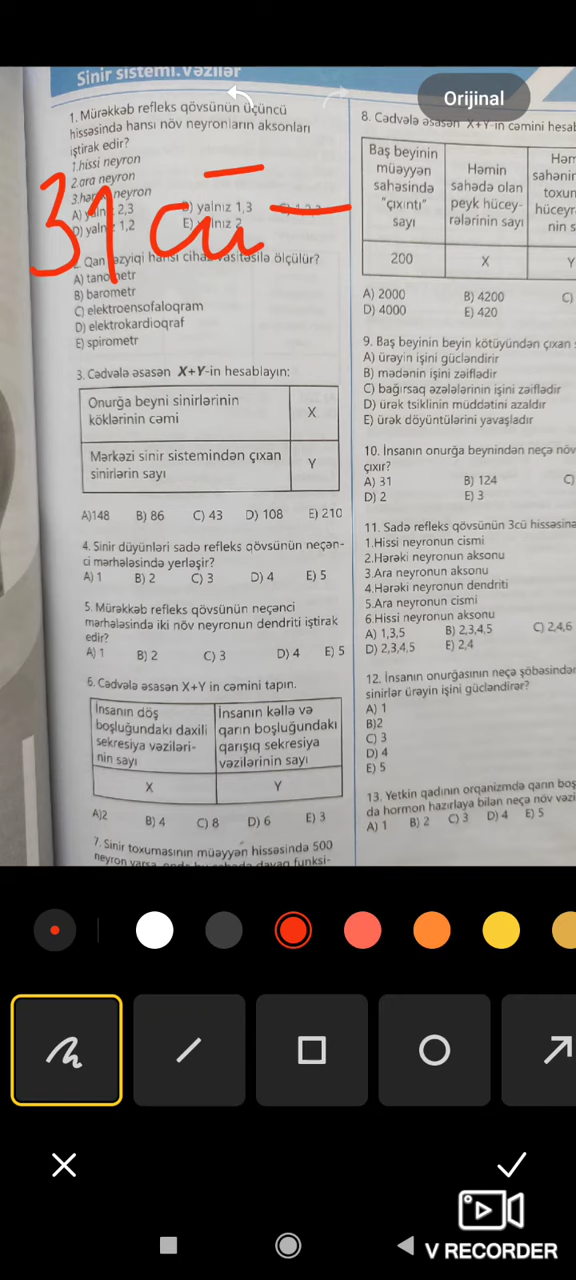 Sinir sistemi.Vəzilər
Orijinal
1. Mürəkkəb refleks qövsünün üçüncü
hissəsində hansı növ neyronların aksonları
iştirak edir?
1.hissi neyron
2.ara neyron
neyron
31 cü —
2,3
yalnız 1,3
1,2
E)
2
2. Qan təzyiqi hansı cihaz vasitəsilə ölçülür?
A) tanometr
B) barometr
C) elektroensofaloqram
D) elektrokardioqraf
E) spirometr
3. Cədvələ əsasən X+Y-in hesablayın:
Onurğa beyni sinirlərinin
köklərinin cəmi
X
Mərkəzi sinir sistemindən çıxan
sinirlərin sayı
Y
A)148 B) 86 C) 43 D) 108 E) 210
4. Sinir düyünləri sadə refleks qövsünün neçən-
ci mərhələsində yerləşir?
A) 1 B) 2 C) 3 D) 4 E) 5
5. Mürəkkəb refleks qövsünün neçənci
mərhələsində iki növ neyronun dendriti iştirak
edir?
A) 1 B) 2 C) 3 D) 4 E) 5
6. Cədvələ əsasən X+Y in cəmini tapın.
İnsanın döş
boşluğundakı daxili
sekresiya vəziləri-
nin sayı
İnsanın kəllə və
qarın boşluğundakı
qarışıq sekresiya
vəzilərinin sayı
X
Y
A)2 B) 4 C) 8 D) 6 E) 3
7. Sinir toxumasının müəyyən hissəsində 500
neyron varsa
8. Cədvələ əsasən X+Y-in cəmini
Baş beyinin
müəyyən
sahəsində
"çıxıntı"
sayı
Həmin
sahədə olan
peyk hücey-
rələrinin sayı
sahənin
hüceyr
nin s
200
X
Y
A) 2000 B) 4200 C)
D) 4000 E) 420
9. Baş beyinin beyin kötüyündən çıxan
A) ürəyin işini gücləndirir
B) mədənin işini zəiflədir
C) bağırsaq əzələlərinin işini zəiflədir
D) ürək tsiklinin müddətini azaldır
E) ürək döyüntülərini yavaşladır
10. İnsanın onurğa beynindən neçə növ
çıxır?
A) 31 B) 124 C)
D) 2 E) 3
11. Sadə refleks qövsünün 3cü
1.Hissi neyronun cismi
2.Hərəki neyronun aksonu
3.Ara neyronun aksonu
4.Hərəki neyronun dendriti
5.Ara neyronun cismi
6.Hissi neyronun aksonu
A) 1,3,5 B) 2,3,4,5 C) 2,4,6
D) 2,3,4,5 E) 2,4
12. İnsanın onurğasının neçə
sinirlər ürəyin işini gücləndirər?
A) 1
B)2
C) 3
D) 4
E) 5
13. Yetkin qadının orqanizmdə qarın
da hormon hazırlaya bilən neçə növ
A) 1 B) 2 C) 3 D) 4 E) 5
V RECORDER